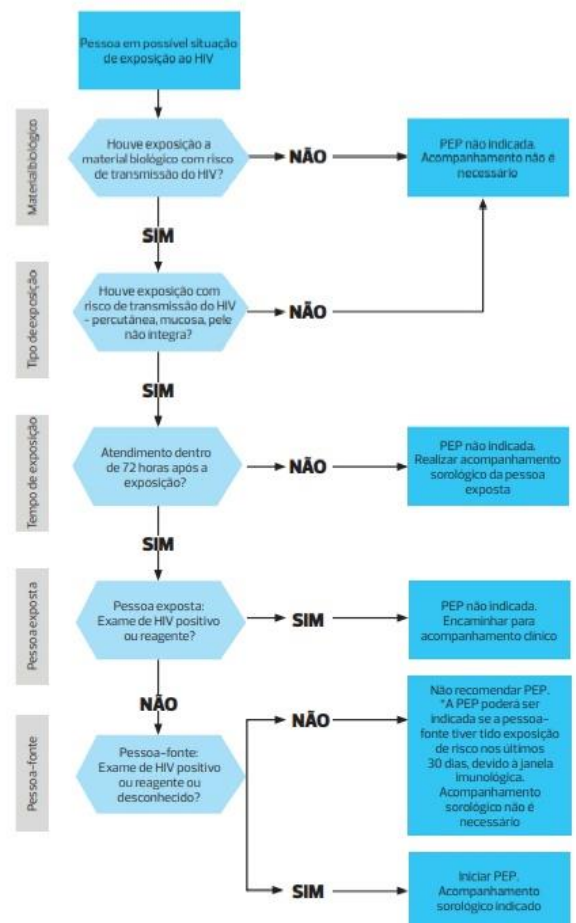 Pessoa em possível situação
de exposição ao HIV
Material biológico
Houve exposição a
material biológico com risco
de transmissão do HIV?
NÃO
PEP não indicada.
Acompanhamento não é
necessário
SIM
Tipo de exposição
Houve exposição com
risco de transmissão do HIV
- percutânea, mucosa, pele
não integra?
NÃO
SIM
Tempo de exposição
Atendimento dentro
de 72 horas após a
exposição?
NÃO
PEP não indicada.
Realizar acompanhamento
sorológico da pessoa
exposta
SIM
Pessoa exposta
Pessoa exposta:
Exame de HIV positivo
ou reagente?
SIM
PEP não indicada.
Encaminhar para
acompanhamento clínico
NÃO
Pessoa-fonte
Pessoa-fonte:
Exame de HIV positivo
ou reagente ou
desconhecido?
NÃO
Não recomendar PEP.
*A PEP poderá ser
indicada se a pessoa-
fonte tiver tido exposição
de risco nos últimos
30 dias, devido à janela
imunológica.
Acompanhamento
sorológico não é
necessário
SIM
Iniciar PEP.
Acompanhamento
sorológico indicado